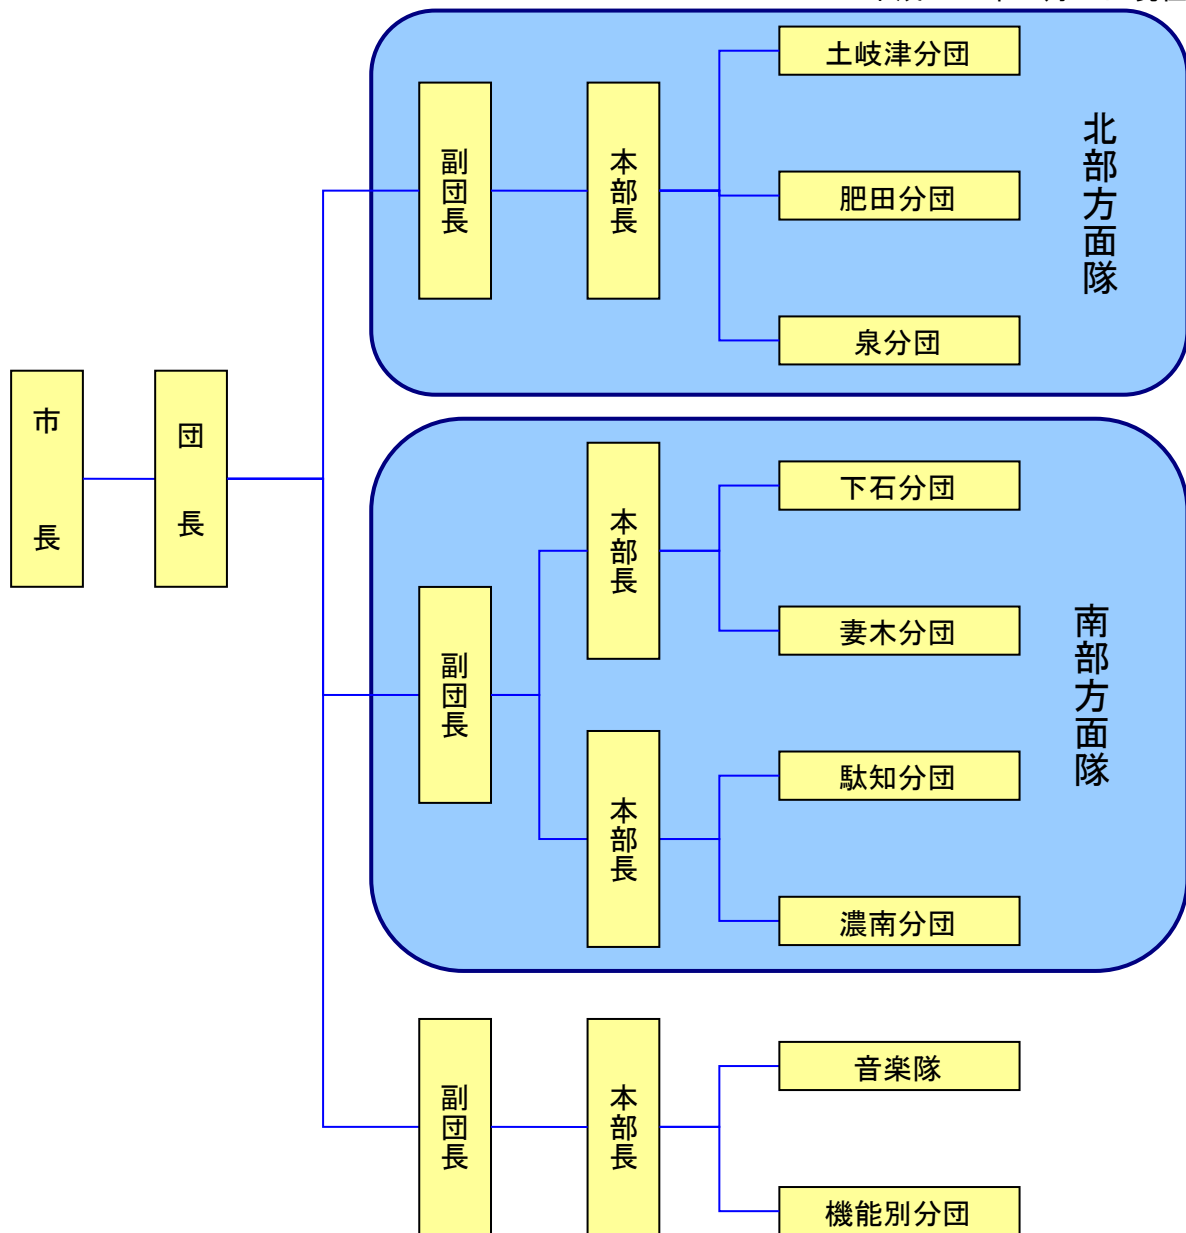 土岐津分団
副団長
本部長
肥田分団
北部方面隊
泉分団
市長
団長
下石分団
本部長
妻木分団
南部方面隊
副団長
駄知分団
本部長
濃南分団
音楽隊
副団長
本部長
機能別分団